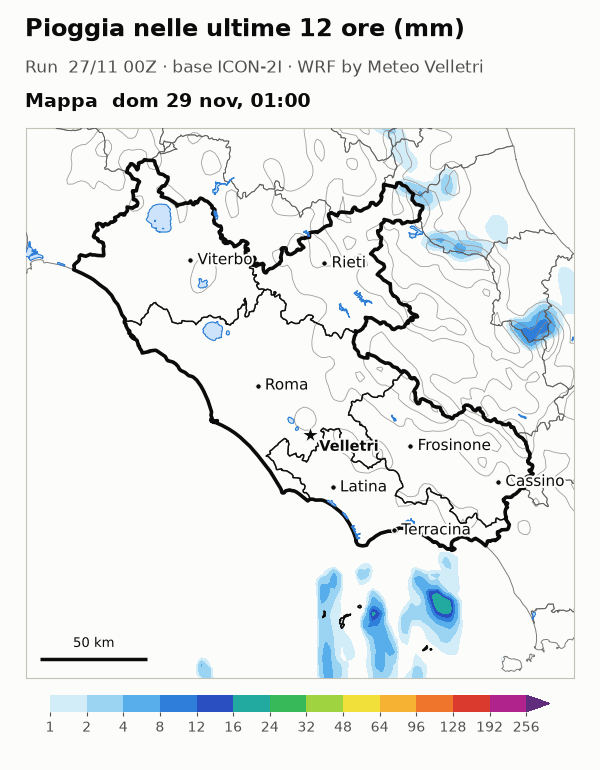 Pioggia nelle ultime 12 ore (mm)
Run 27/11 00Z · base ICON-2I · WRF by Meteo Velletri
Mappa dom 29 nov, 01:00
Viterbo
Rieti
Roma
Velletri
Frosinone
Latina
Cassino
Terracina
50 km
1 2 4 8 12 16 24 32 48 64 96 128 192 256